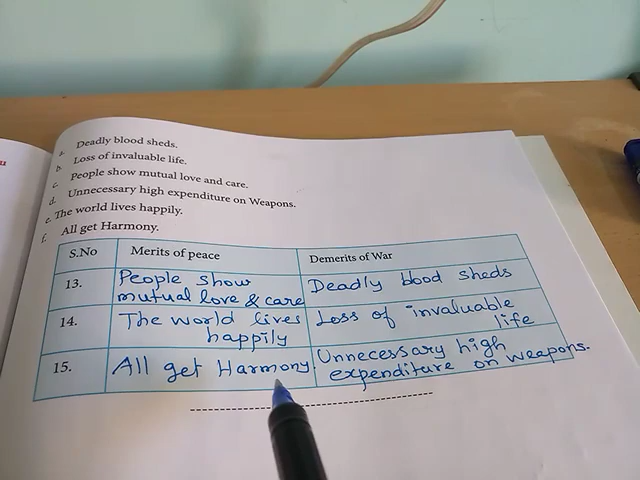 a. Deadly blood sheds.
b. Loss of invaluable life.
c. People show mutual love and care.
d. Unnecessary high expenditure on Weapons.
e. The world lives happily.
f. All get Harmony.
S.No Merits of peace Demerits of War
13. People show mutual love & care Deadly blood sheds
14. The world lives happily Loss of invaluable life
15. All get Harmony. Unnecessary high expenditure on weapons.